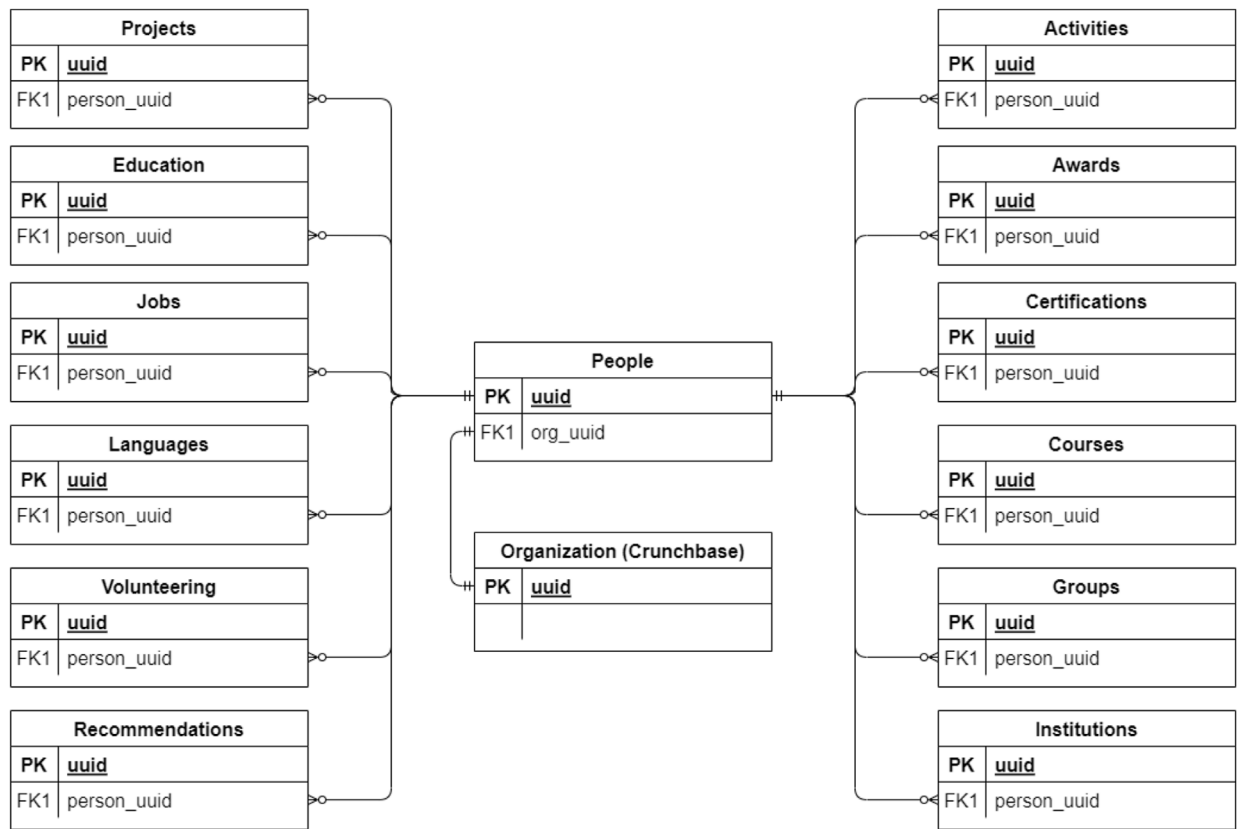 Projects
PK uuid
FK1 person_uuid
Education
PK uuid
FK1 person_uuid
Jobs
PK uuid
FK1 person_uuid
Languages
PK uuid
FK1 person_uuid
Volunteering
PK uuid
FK1 person_uuid
Recommendations
PK uuid
FK1 person_uuid
People
PK uuid
FK1 org_uuid
Organization (Crunchbase)
PK uuid
Activities
PK uuid
FK1 person_uuid
Awards
PK uuid
FK1 person_uuid
Certifications
PK uuid
FK1 person_uuid
Courses
PK uuid
FK1 person_uuid
Groups
PK uuid
FK1 person_uuid
Institutions
PK uuid
FK1 person_uuid